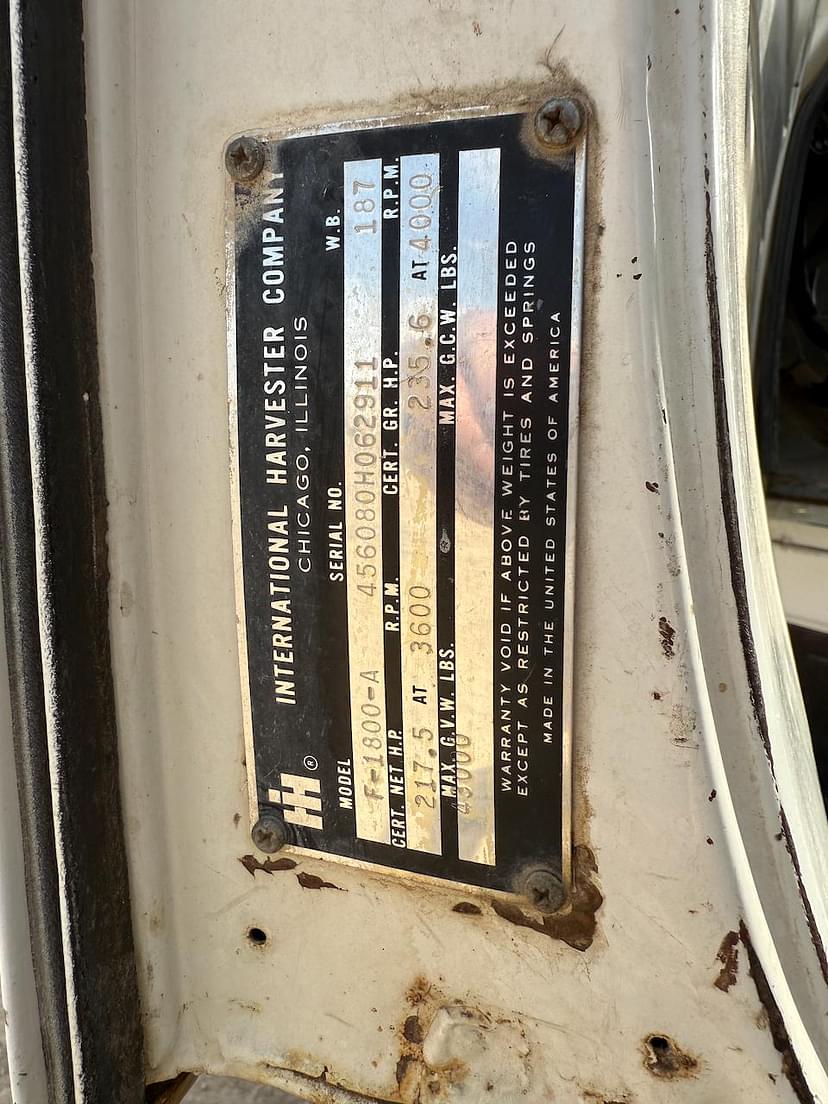 IH ® INTERNATIONAL HARVESTER COMPANY
CHICAGO, ILLINOIS
MODEL SERIAL NO. W.B.
F-1800-A 456080H062911 187
CERT. NET H.P. R.P.M. CERT. GR. H.P. R.P.M.
217.5 AT 3600 235.6 AT 4000
MAX. G.V.W. LBS. MAX. G.C.W. LBS.
43000
WARRANTY VOID IF ABOVE WEIGHT IS EXCEEDED
EXCEPT AS RESTRICTED BY TIRES AND SPRINGS
MADE IN THE UNITED STATES OF AMERICA